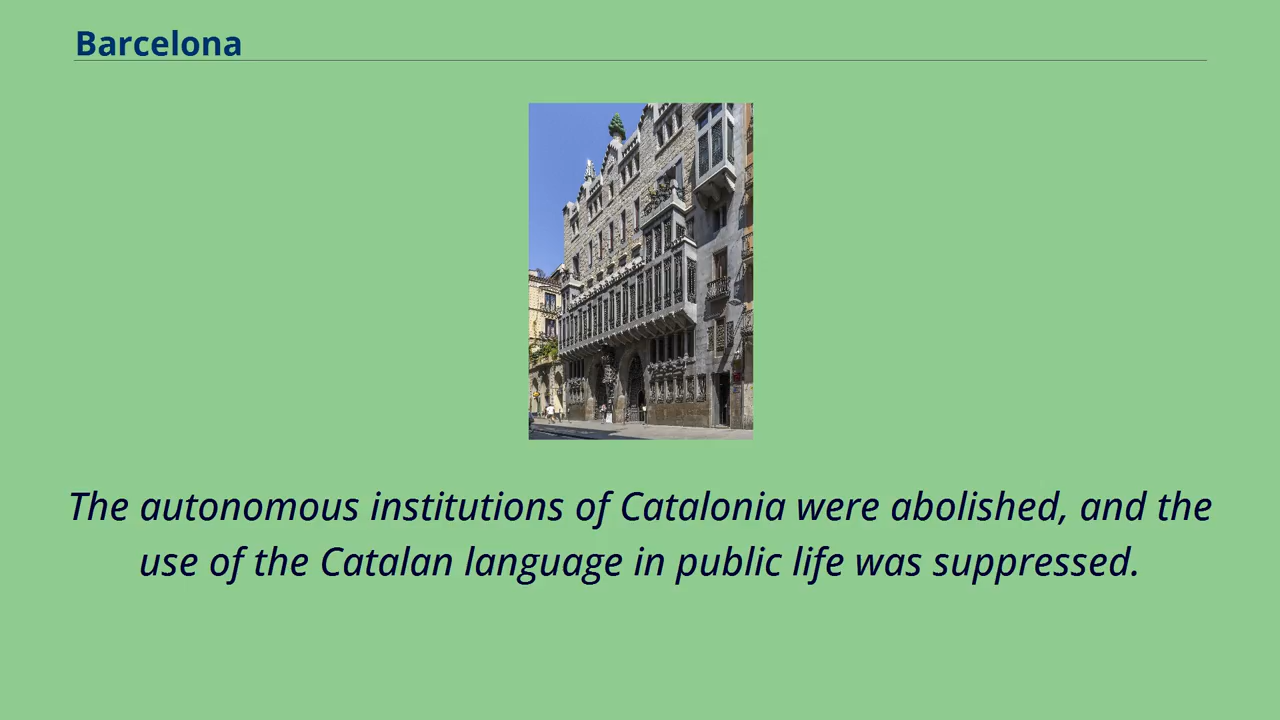 Barcelona
The autonomous institutions of Catalonia were abolished, and the
use of the Catalan language in public life was suppressed.